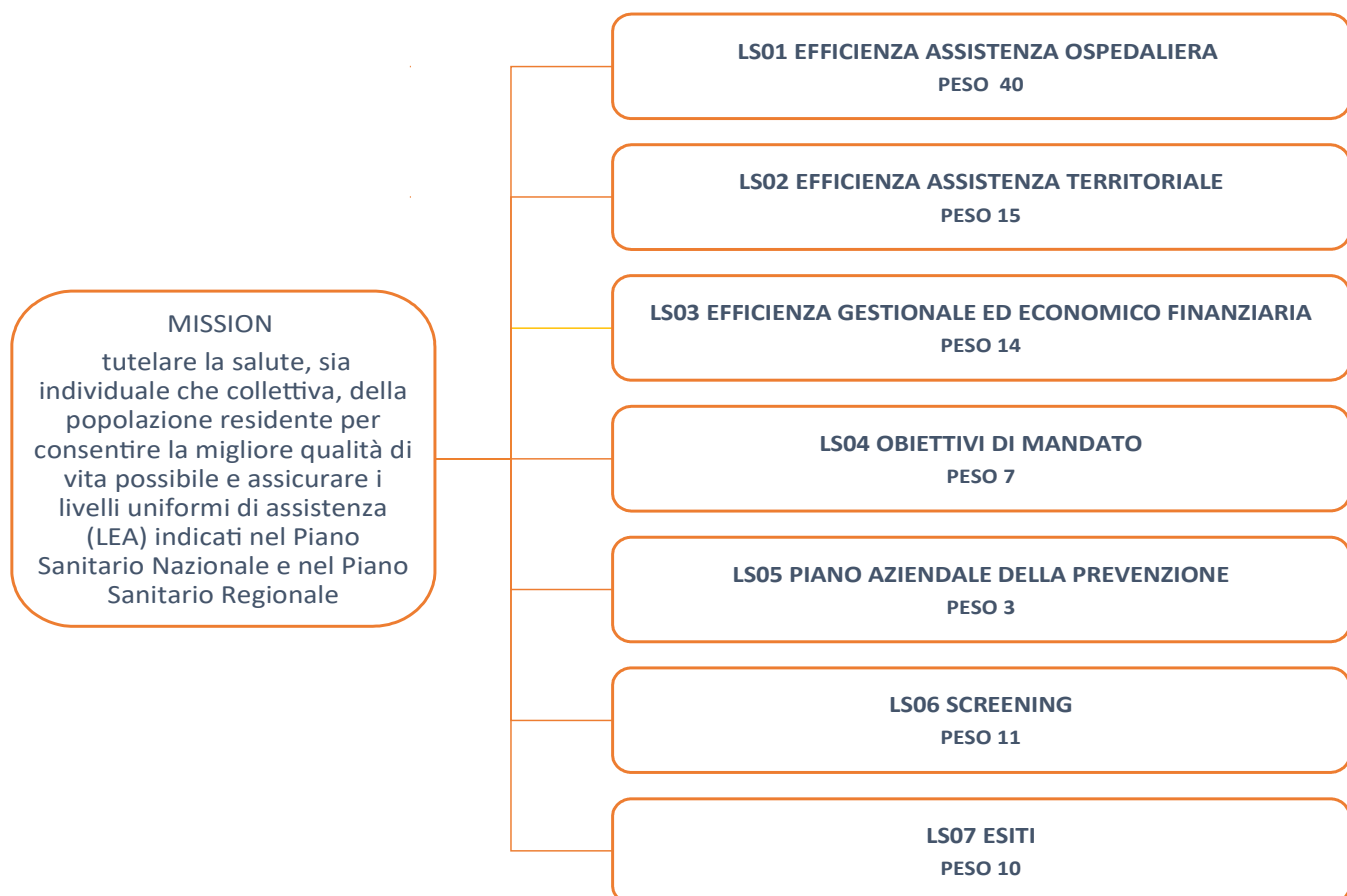 MISSION
tutelare la salute, sia
individuale che collettiva, della
popolazione residente per
consentire la migliore qualità di
vita possibile e assicurare i
livelli uniformi di assistenza
(LEA) indicati nel Piano
Sanitario Nazionale e nel Piano
Sanitario Regionale
LS01 EFFICIENZA ASSISTENZA OSPEDALIERA
PESO 40
LS02 EFFICIENZA ASSISTENZA TERRITORIALE
PESO 15
LS03 EFFICIENZA GESTIONALE ED ECONOMICO FINANZIARIA
PESO 14
LS04 OBIETTIVI DI MANDATO
PESO 7
LS05 PIANO AZIENDALE DELLA PREVENZIONE
PESO 3
LS06 SCREENING
PESO 11
LS07 ESITI
PESO 10